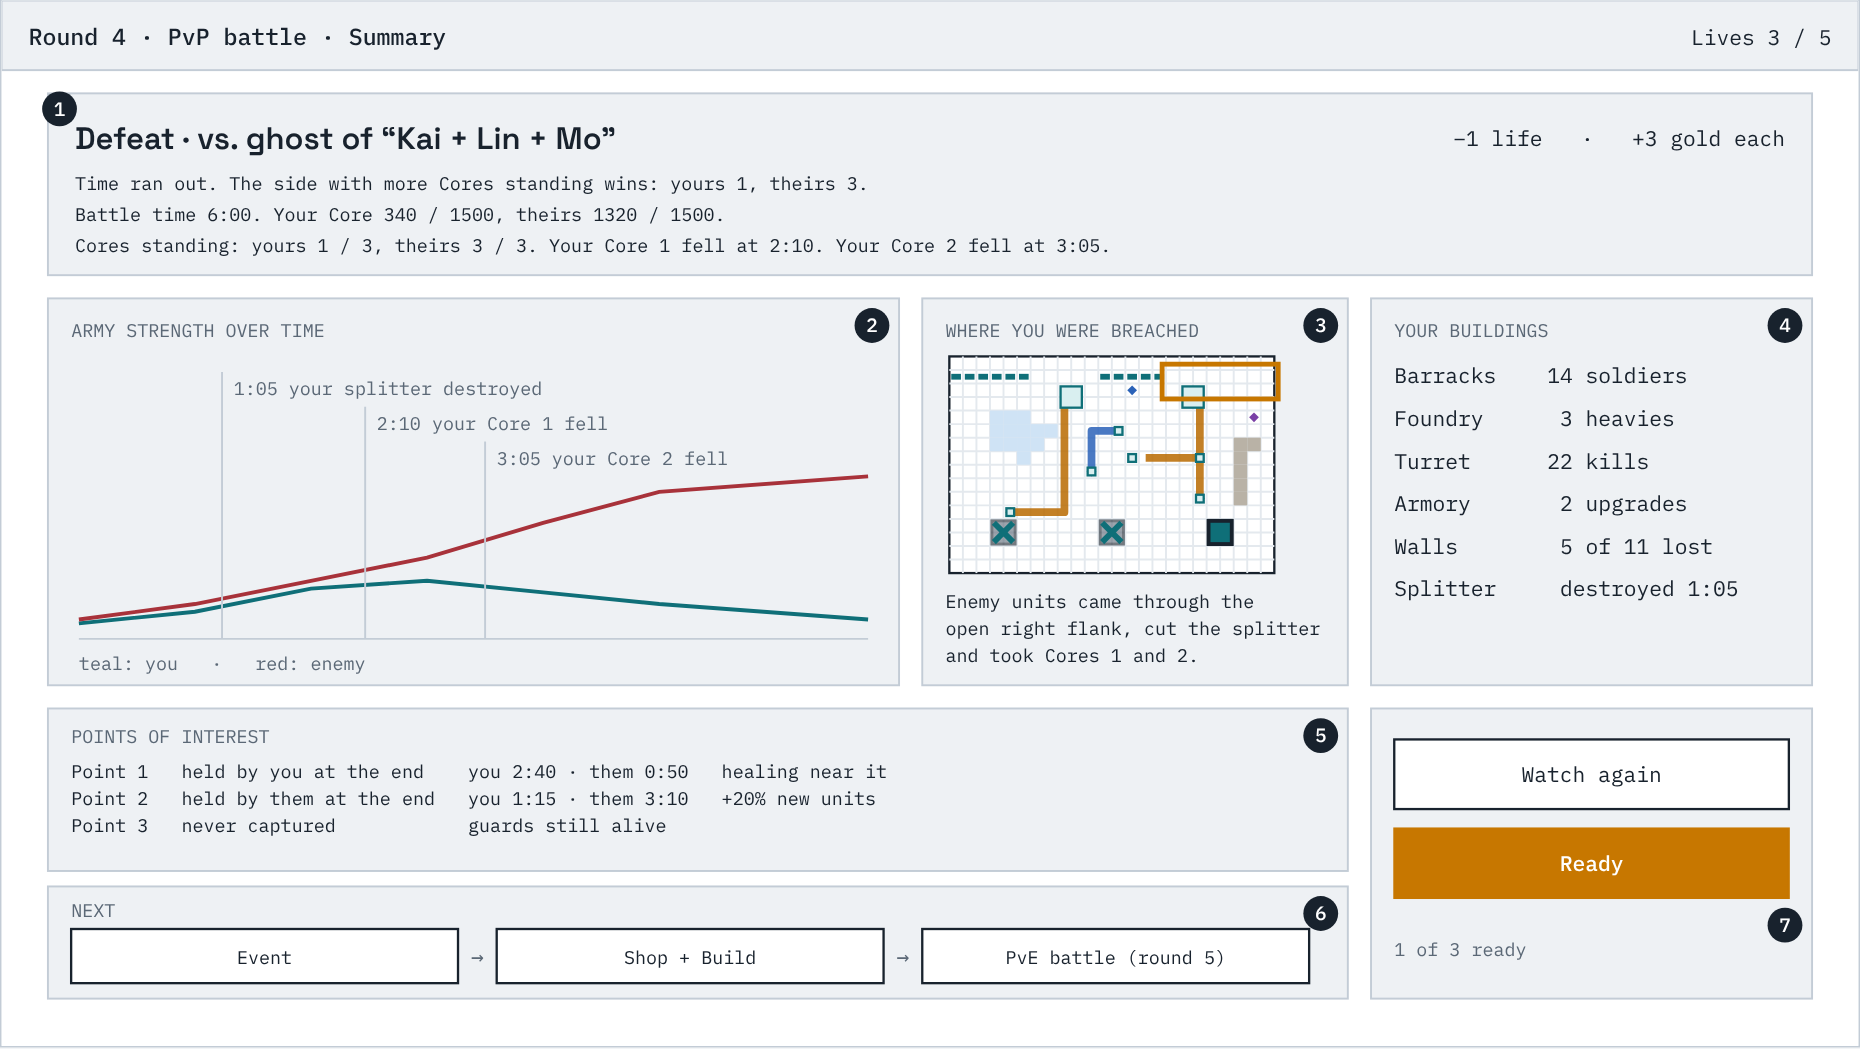 Round 4 · PvP battle · Summary
Lives 3 / 5
1
Defeat · vs. ghost of “Kai + Lin + Mo”
−1 life · +3 gold each
Time ran out. The side with more Cores standing wins: yours 1, theirs 3.
Battle time 6:00. Your Core 340 / 1500, theirs 1320 / 1500.
Cores standing: yours 1 / 3, theirs 3 / 3. Your Core 1 fell at 2:10. Your Core 2 fell at 3:05.
ARMY STRENGTH OVER TIME
2
1:05 your splitter destroyed
2:10 your Core 1 fell
3:05 your Core 2 fell
teal: you · red: enemy
WHERE YOU WERE BREACHED
3
Enemy units came through the
open right flank, cut the splitter
and took Cores 1 and 2.
YOUR BUILDINGS
4
Barracks 14 soldiers
Foundry 3 heavies
Turret 22 kills
Armory 2 upgrades
Walls 5 of 11 lost
Splitter destroyed 1:05
POINTS OF INTEREST
5
Point 1 held by you at the end you 2:40 · them 0:50 healing near it
Point 2 held by them at the end you 1:15 · them 3:10 +20% new units
Point 3 never captured guards still alive
NEXT
6
Event → Shop + Build → PvE battle (round 5)
Watch again
Ready
7
1 of 3 ready